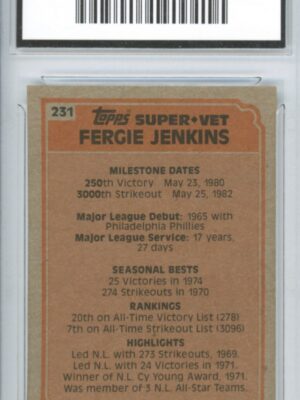 231
Topps SUPER•VET
FERGIE JENKINS
MILESTONE DATES
250th Victory May 23, 1980
3000th Strikeout May 25, 1982
Major League Debut: 1965 with
Philadelphia Phillies
Major League Service: 17 years,
27 days
SEASONAL BESTS
25 Victories in 1974
274 Strikeouts in 1970
RANKINGS
20th on All-Time Victory List (278)
7th on All-Time Strikeout List (3096)
HIGHLIGHTS
Led N.L. with 273 Strikeouts, 1969.
Led N.L. with 24 Victories in 1971.
Winner of N.L. Cy Young Award, 1971.
Was member of 3 N.L. All-Star Teams.